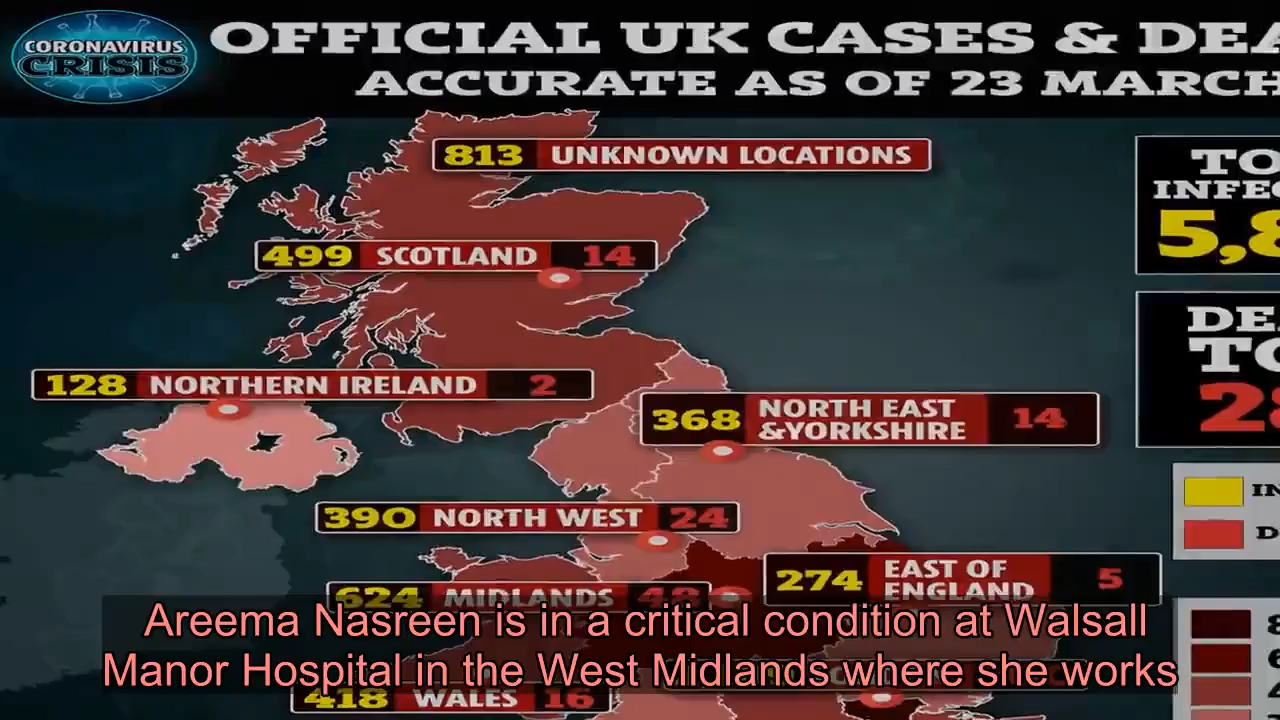 CORONAVIRUS
CRISIS
OFFICIAL UK CASES &
ACCURATE AS OF 23 MARCH
813 UNKNOWN LOCATIONS
499 SCOTLAND 14
128 NORTHERN IRELAND 2
368 NORTH EAST
&YORKSHIRE 14
390 NORTH WEST 24
274 EAST OF
ENGLAND 5
624 MIDLANDS 48
Areema Nasreen is in a critical condition at Walsall
Manor Hospital in the West Midlands where she works
418 WALES 16